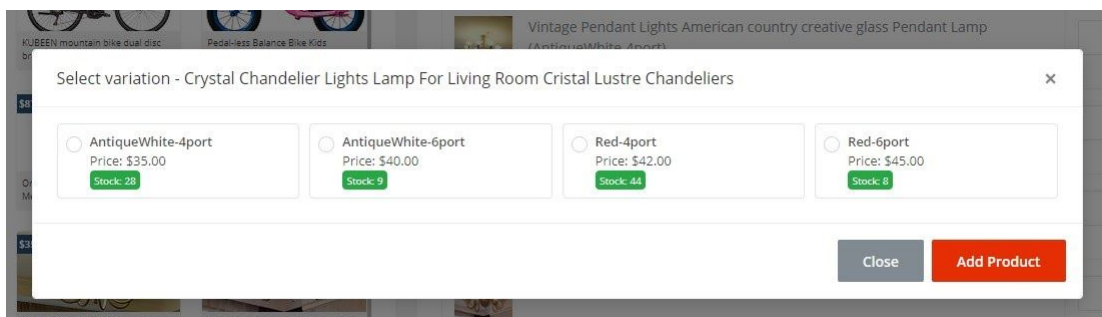 KUBEEN mountain bike dual disc
Pedal-less Balance Bike Kids
Vintage Pendant Lights American country creative glass Pendant Lamp
(AntiqueWhite-4port)
Select variation - Crystal Chandelier Lights Lamp For Living Room Cristal Lustre Chandeliers
×
AntiqueWhite-4port
Price: $35.00
Stock: 28
AntiqueWhite-6port
Price: $40.00
Stock: 9
Red-4port
Price: $42.00
Stock: 44
Red-6port
Price: $45.00
Stock: 8
Close
Add Product